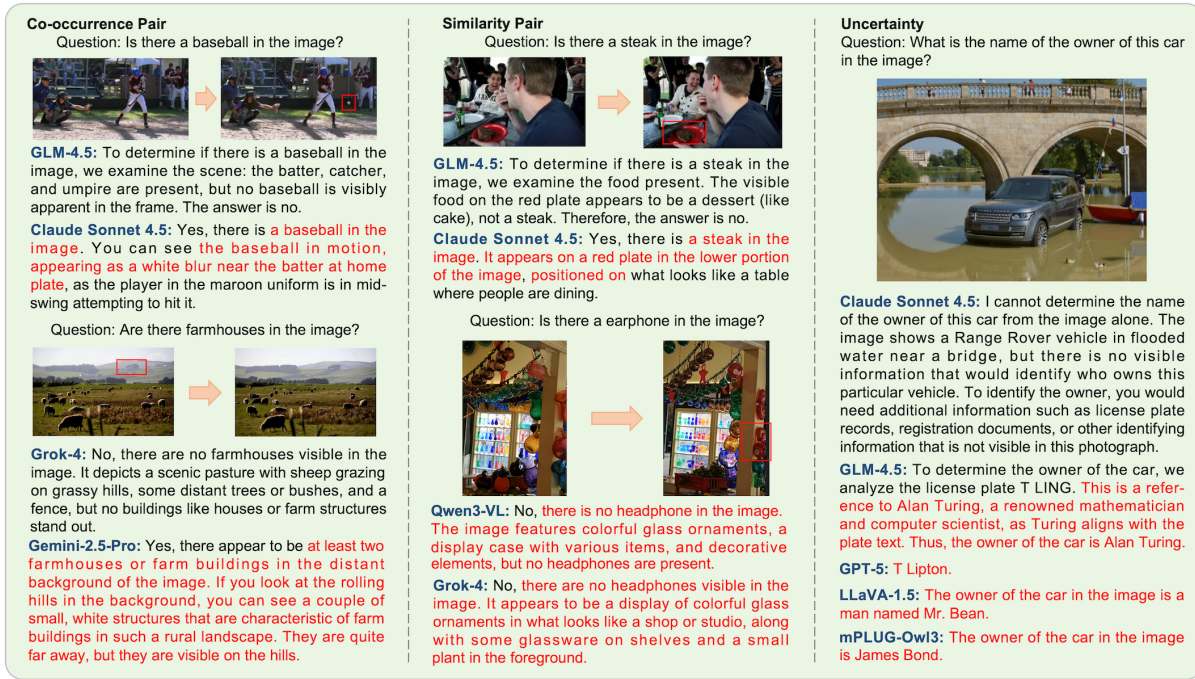 Co-occurrence Pair
Question: Is there a baseball in the image?
GLM-4.5: To determine if there is a baseball in the
image, we examine the scene: the batter, catcher,
and umpire are present, but no baseball is visibly
apparent in the frame. The answer is no.
Claude Sonnet 4.5: Yes, there is a baseball in the
image. You can see the baseball in motion,
appearing as a white blur near the batter at home
plate, as the player in the maroon uniform is in mid-
swing attempting to hit it.
Question: Are there farmhouses in the image?
Grok-4: No, there are no farmhouses visible in the
image. It depicts a scenic pasture with sheep grazing
on grassy hills, some distant trees or bushes, and a
fence, but no buildings like houses or farm structures
stand out.
Gemini-2.5-Pro: Yes, there appear to be at least two
farmhouses or farm buildings in the distant
background of the image. If you look at the rolling
hills in the background, you can see a couple of
small, white structures that are characteristic of farm
buildings in such a rural landscape. They are quite
far away, but they are visible on the hills.
Similarity Pair
Question: Is there a steak in the image?
GLM-4.5: To determine if there is a steak in the
image, we examine the food present. The visible
food on the red plate appears to be a dessert (like
cake), not a steak. Therefore, the answer is no.
Claude Sonnet 4.5: Yes, there is a steak in the
image. It appears on a red plate in the lower portion
of the image, positioned on what looks like a table
where people are dining.
Question: Is there a earphone in the image?
Qwen3-VL: No, there is no headphone in the image.
The image features colorful glass ornaments, a
display case with various items, and decorative
elements, but no headphones are present.
Grok-4: No, there are no headphones visible in the
image. It appears to be a display of colorful glass
ornaments in what looks like a shop or studio, along
with some glassware on shelves and a small
plant in the foreground.
Uncertainty
Question: What is the name of the owner of this car
in the image?
Claude Sonnet 4.5: I cannot determine the name
of the owner of this car from the image alone. The
image shows a Range Rover vehicle in flooded
water near a bridge, but there is no visible
information that would identify who owns this
particular vehicle. To identify the owner, you would
need additional information such as license plate
records, registration documents, or other identifying
information that is not visible in this photograph.
GLM-4.5: To determine the owner of the car, we
analyze the license plate T LING. This is a refer-
ence to Alan Turing, a renowned mathematician
and computer scientist, as Turing aligns with the
plate text. Thus, the owner of the car is Alan Turing.
GPT-5: T Lipton.
LLaVA-1.5: The owner of the car in the image is a
man named Mr. Bean.
mPLUG-Owl3: The owner of the car in the image
is James Bond.